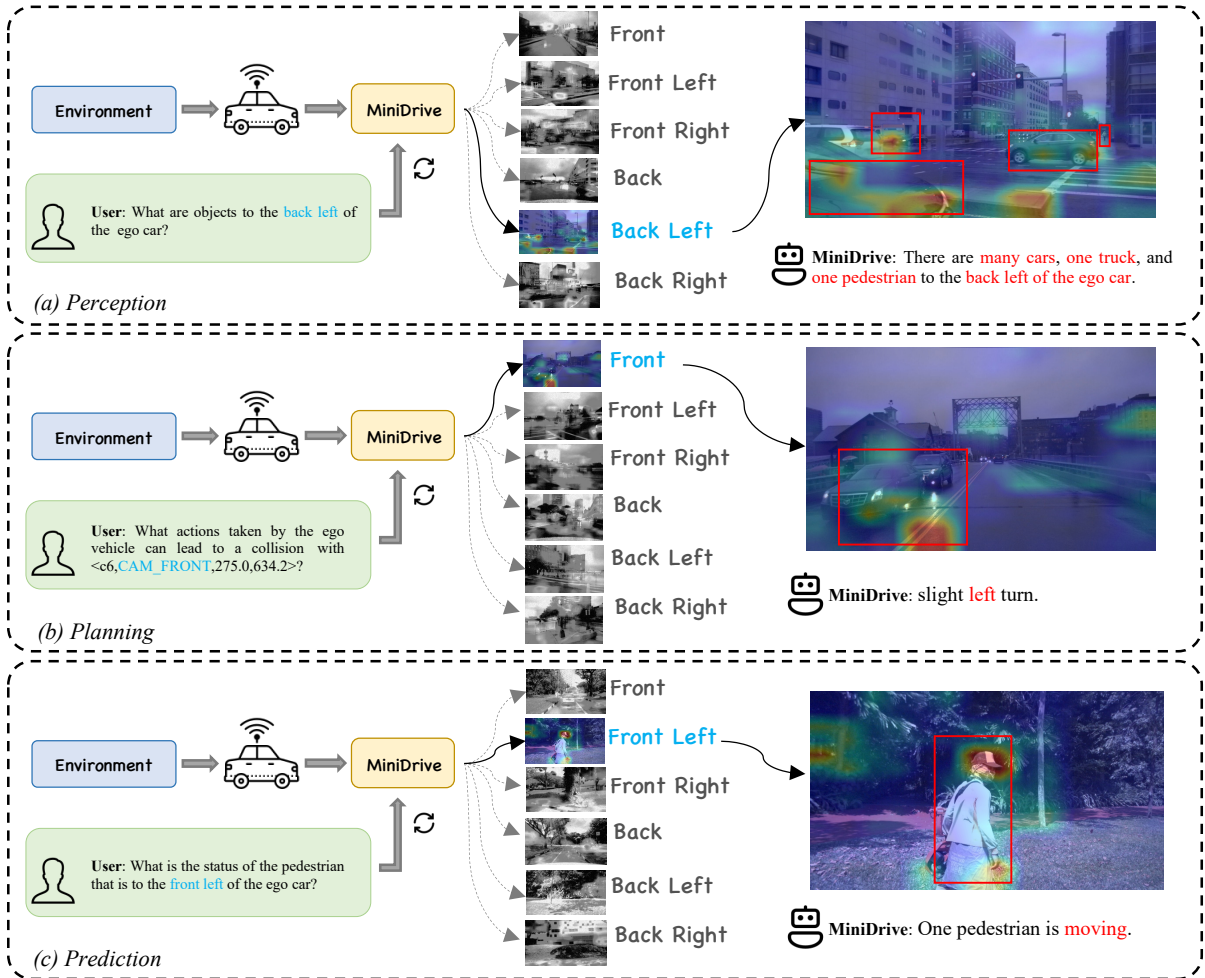 Environment
MiniDrive
User: What are objects to the back left of
the ego car?
Front
Front Left
Front Right
Back
Back Left
Back Right
MiniDrive: There are many cars, one truck, and
one pedestrian to the back left of the ego car.
(a) Perception
Environment
MiniDrive
User: What actions taken by the ego
vehicle can lead to a collision with
<c6,CAM_FRONT,275.0,634.2>?
Front
Front Left
Front Right
Back
Back Left
Back Right
MiniDrive: slight left turn.
(b) Planning
Environment
MiniDrive
User: What is the status of the pedestrian
that is to the front left of the ego car?
Front
Front Left
Front Right
Back
Back Left
Back Right
MiniDrive: One pedestrian is moving.
(c) Prediction